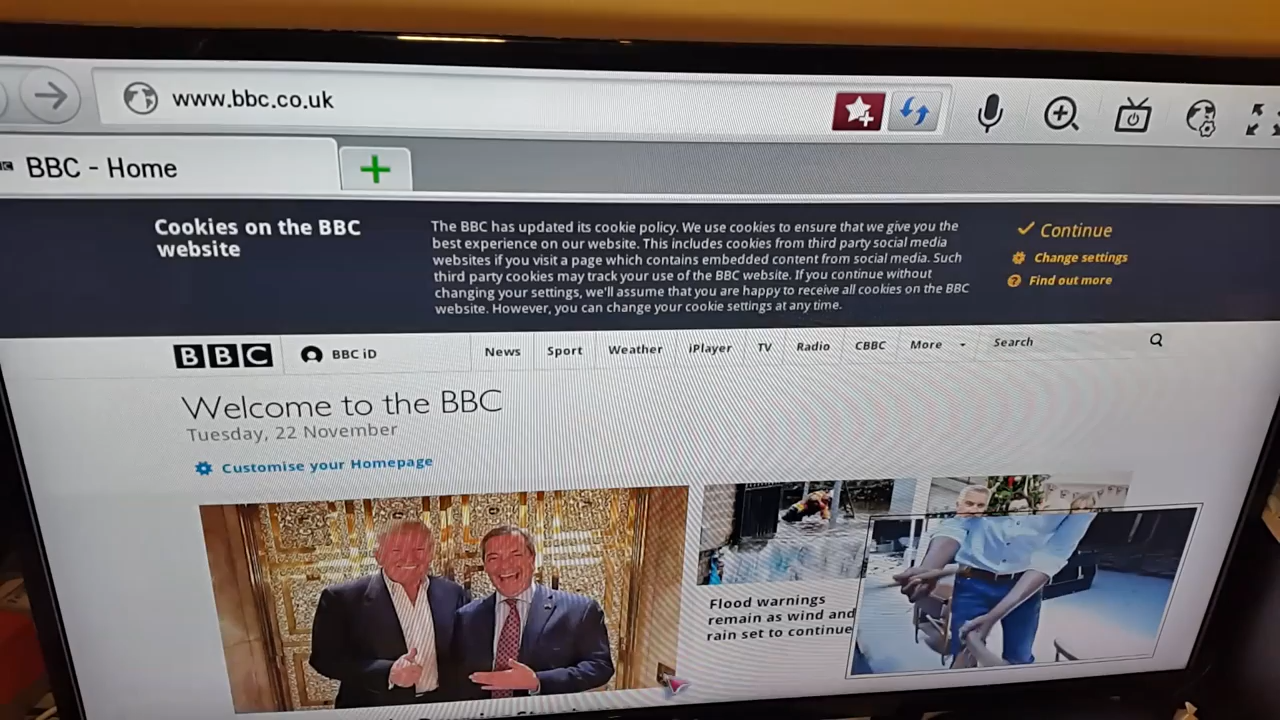 www.bbc.co.uk
BBC - Home
Cookies on the BBC
website
The BBC has updated its cookie policy. We use cookies to ensure that we give you the
best experience on our website. This includes cookies from third party social media
websites if you visit a page which contains embedded content from social media. Such
third party cookies may track your use of the BBC website. If you continue without
changing your settings, we'll assume that you are happy to receive all cookies on the BBC
website. However, you can change your cookie settings at any time.
Continue
Change settings
Find out more
BBC
BBC iD
News
Sport
Weather
iPlayer
TV
Radio
CBBC
More
Search
Welcome to the BBC
Tuesday, 22 November
Customise your Homepage
Flood warnings
remain as wind and
rain set to continue